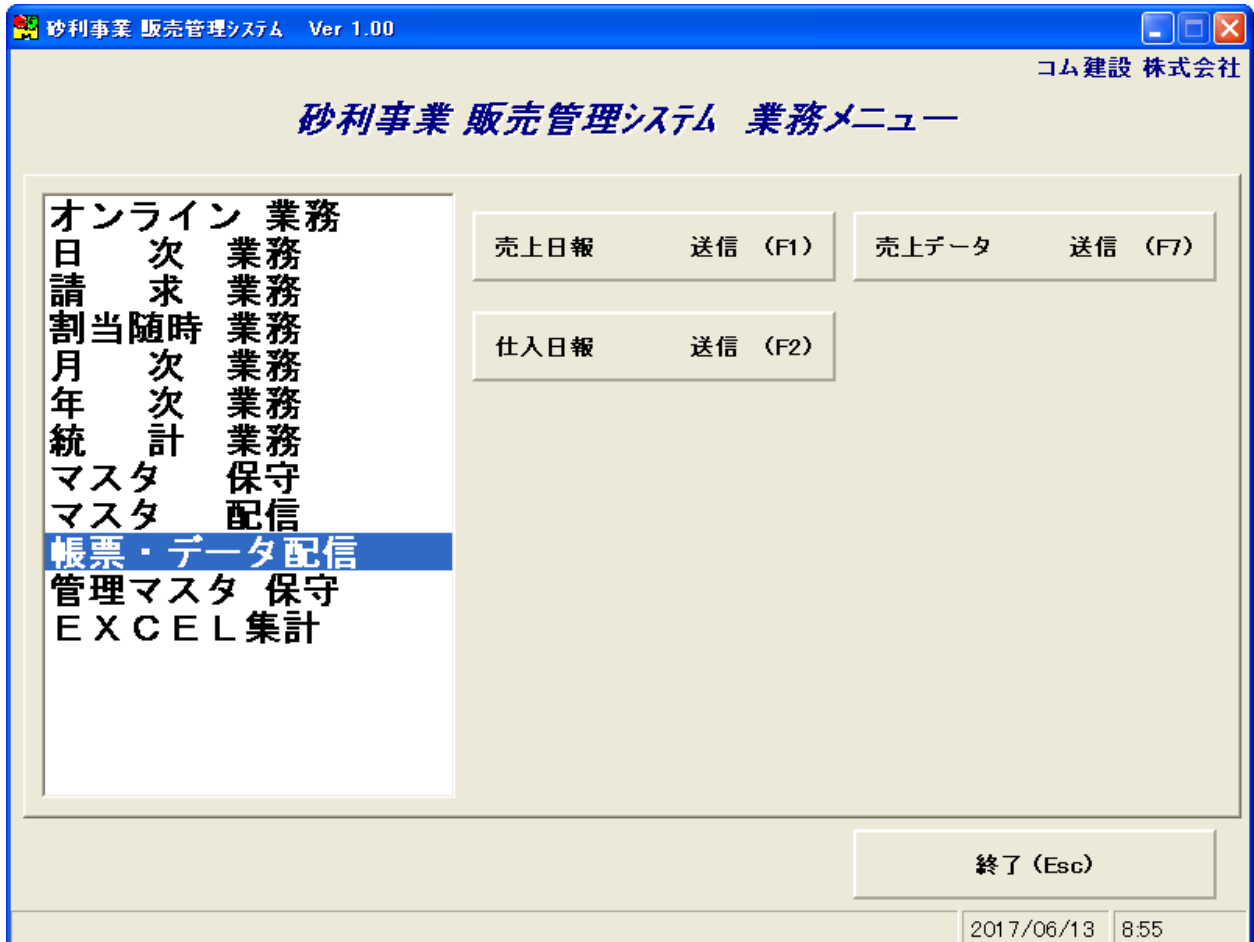 砂利事業 販売管理ｼｽﾃﾑ Ver 1.00
コム建設 株式会社
砂利事業 販売管理ｼｽﾃﾑ 業務メニュー
オンライン 業務
日　次　業務
請　求　業務
割当随時 業務
月　次　業務
年　次　業務
統　計　業務
マスタ　保守
マスタ　配信
帳票・データ配信
管理マスタ 保守
ＥＸＣＥＬ集計
売上日報　送信 （F1）
売上データ　送信 （F7）
仕入日報　送信 （F2）
終了（Esc）
2017/06/13 8:55